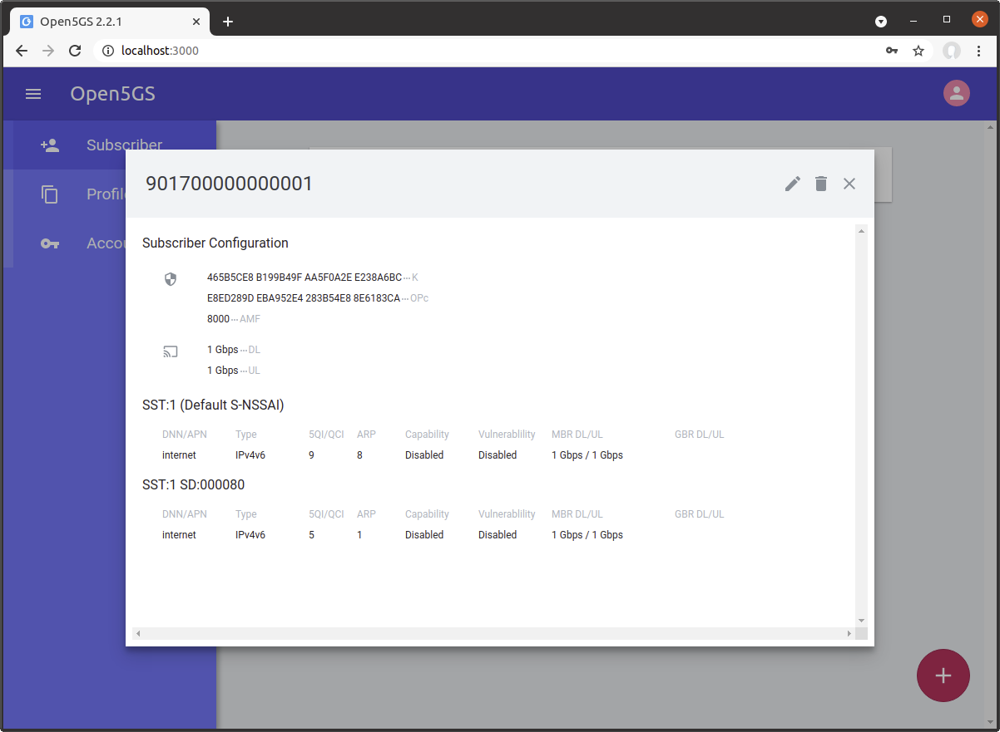 Open5GS 2.2.1
localhost:3000
Open5GS
Subscriber
Profile
Accou
901700000000001
Subscriber Configuration
465B5CE8 B199B49F AA5F0A2E E238A6BC...K
E8ED289D EBA952E4 283B54E8 8E6183CA...OPc
8000...AMF
1 Gbps...DL
1 Gbps...UL
SST:1 (Default S-NSSAI)
DNN/APN Type 5QI/QCI ARP Capability Vulnerablility MBR DL/UL GBR DL/UL
internet IPv4v6 9 8 Disabled Disabled 1 Gbps / 1 Gbps
SST:1 SD:000080
DNN/APN Type 5QI/QCI ARP Capability Vulnerablility MBR DL/UL GBR DL/UL
internet IPv4v6 5 1 Disabled Disabled 1 Gbps / 1 Gbps